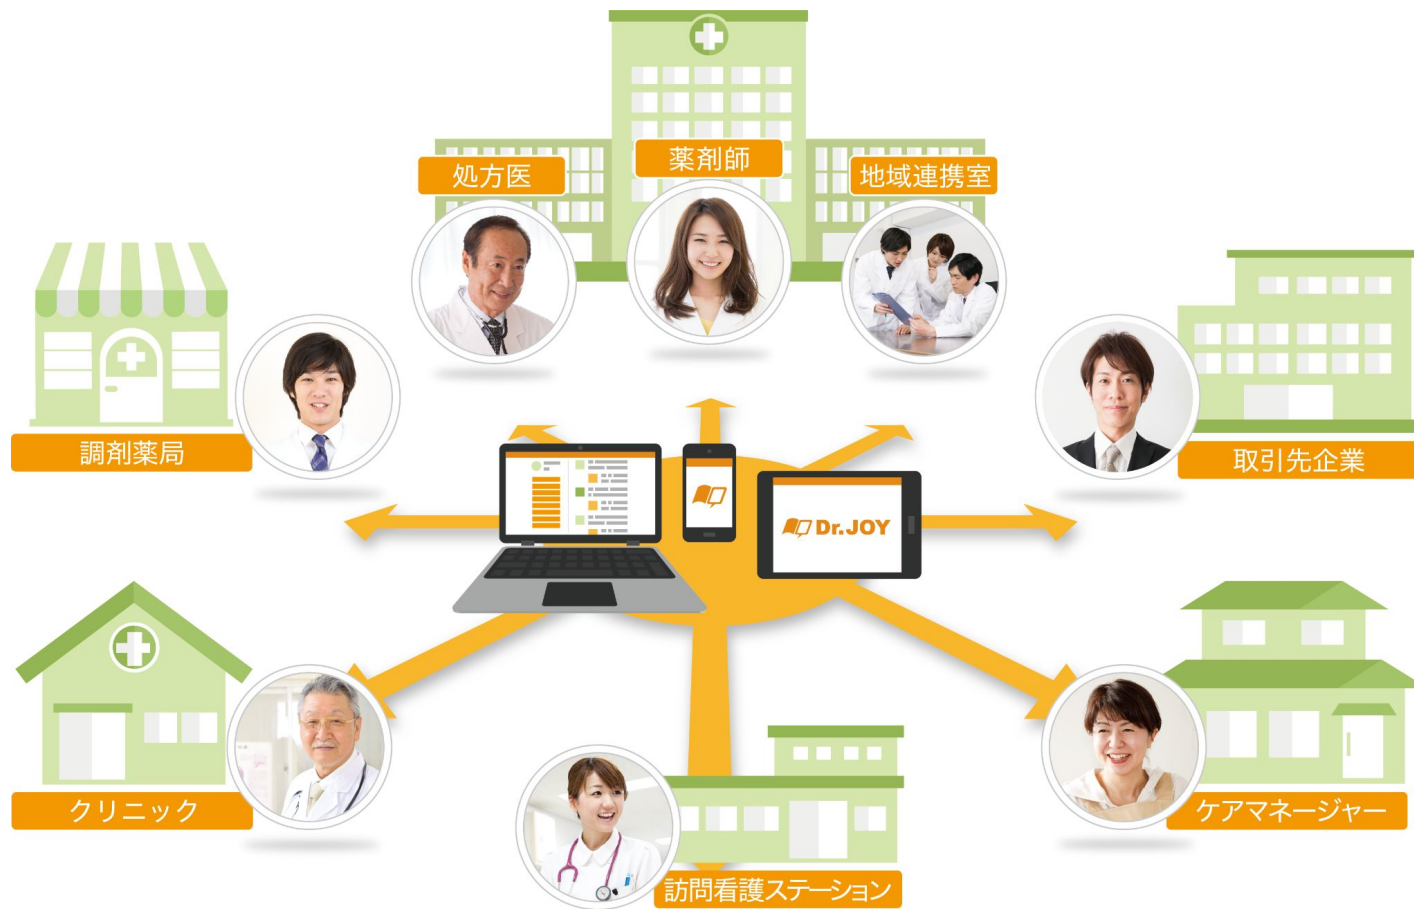 処方医
薬剤師
地域連携室
調剤薬局
取引先企業
Dr.JOY
クリニック
ケアマネージャー
訪問看護ステーション